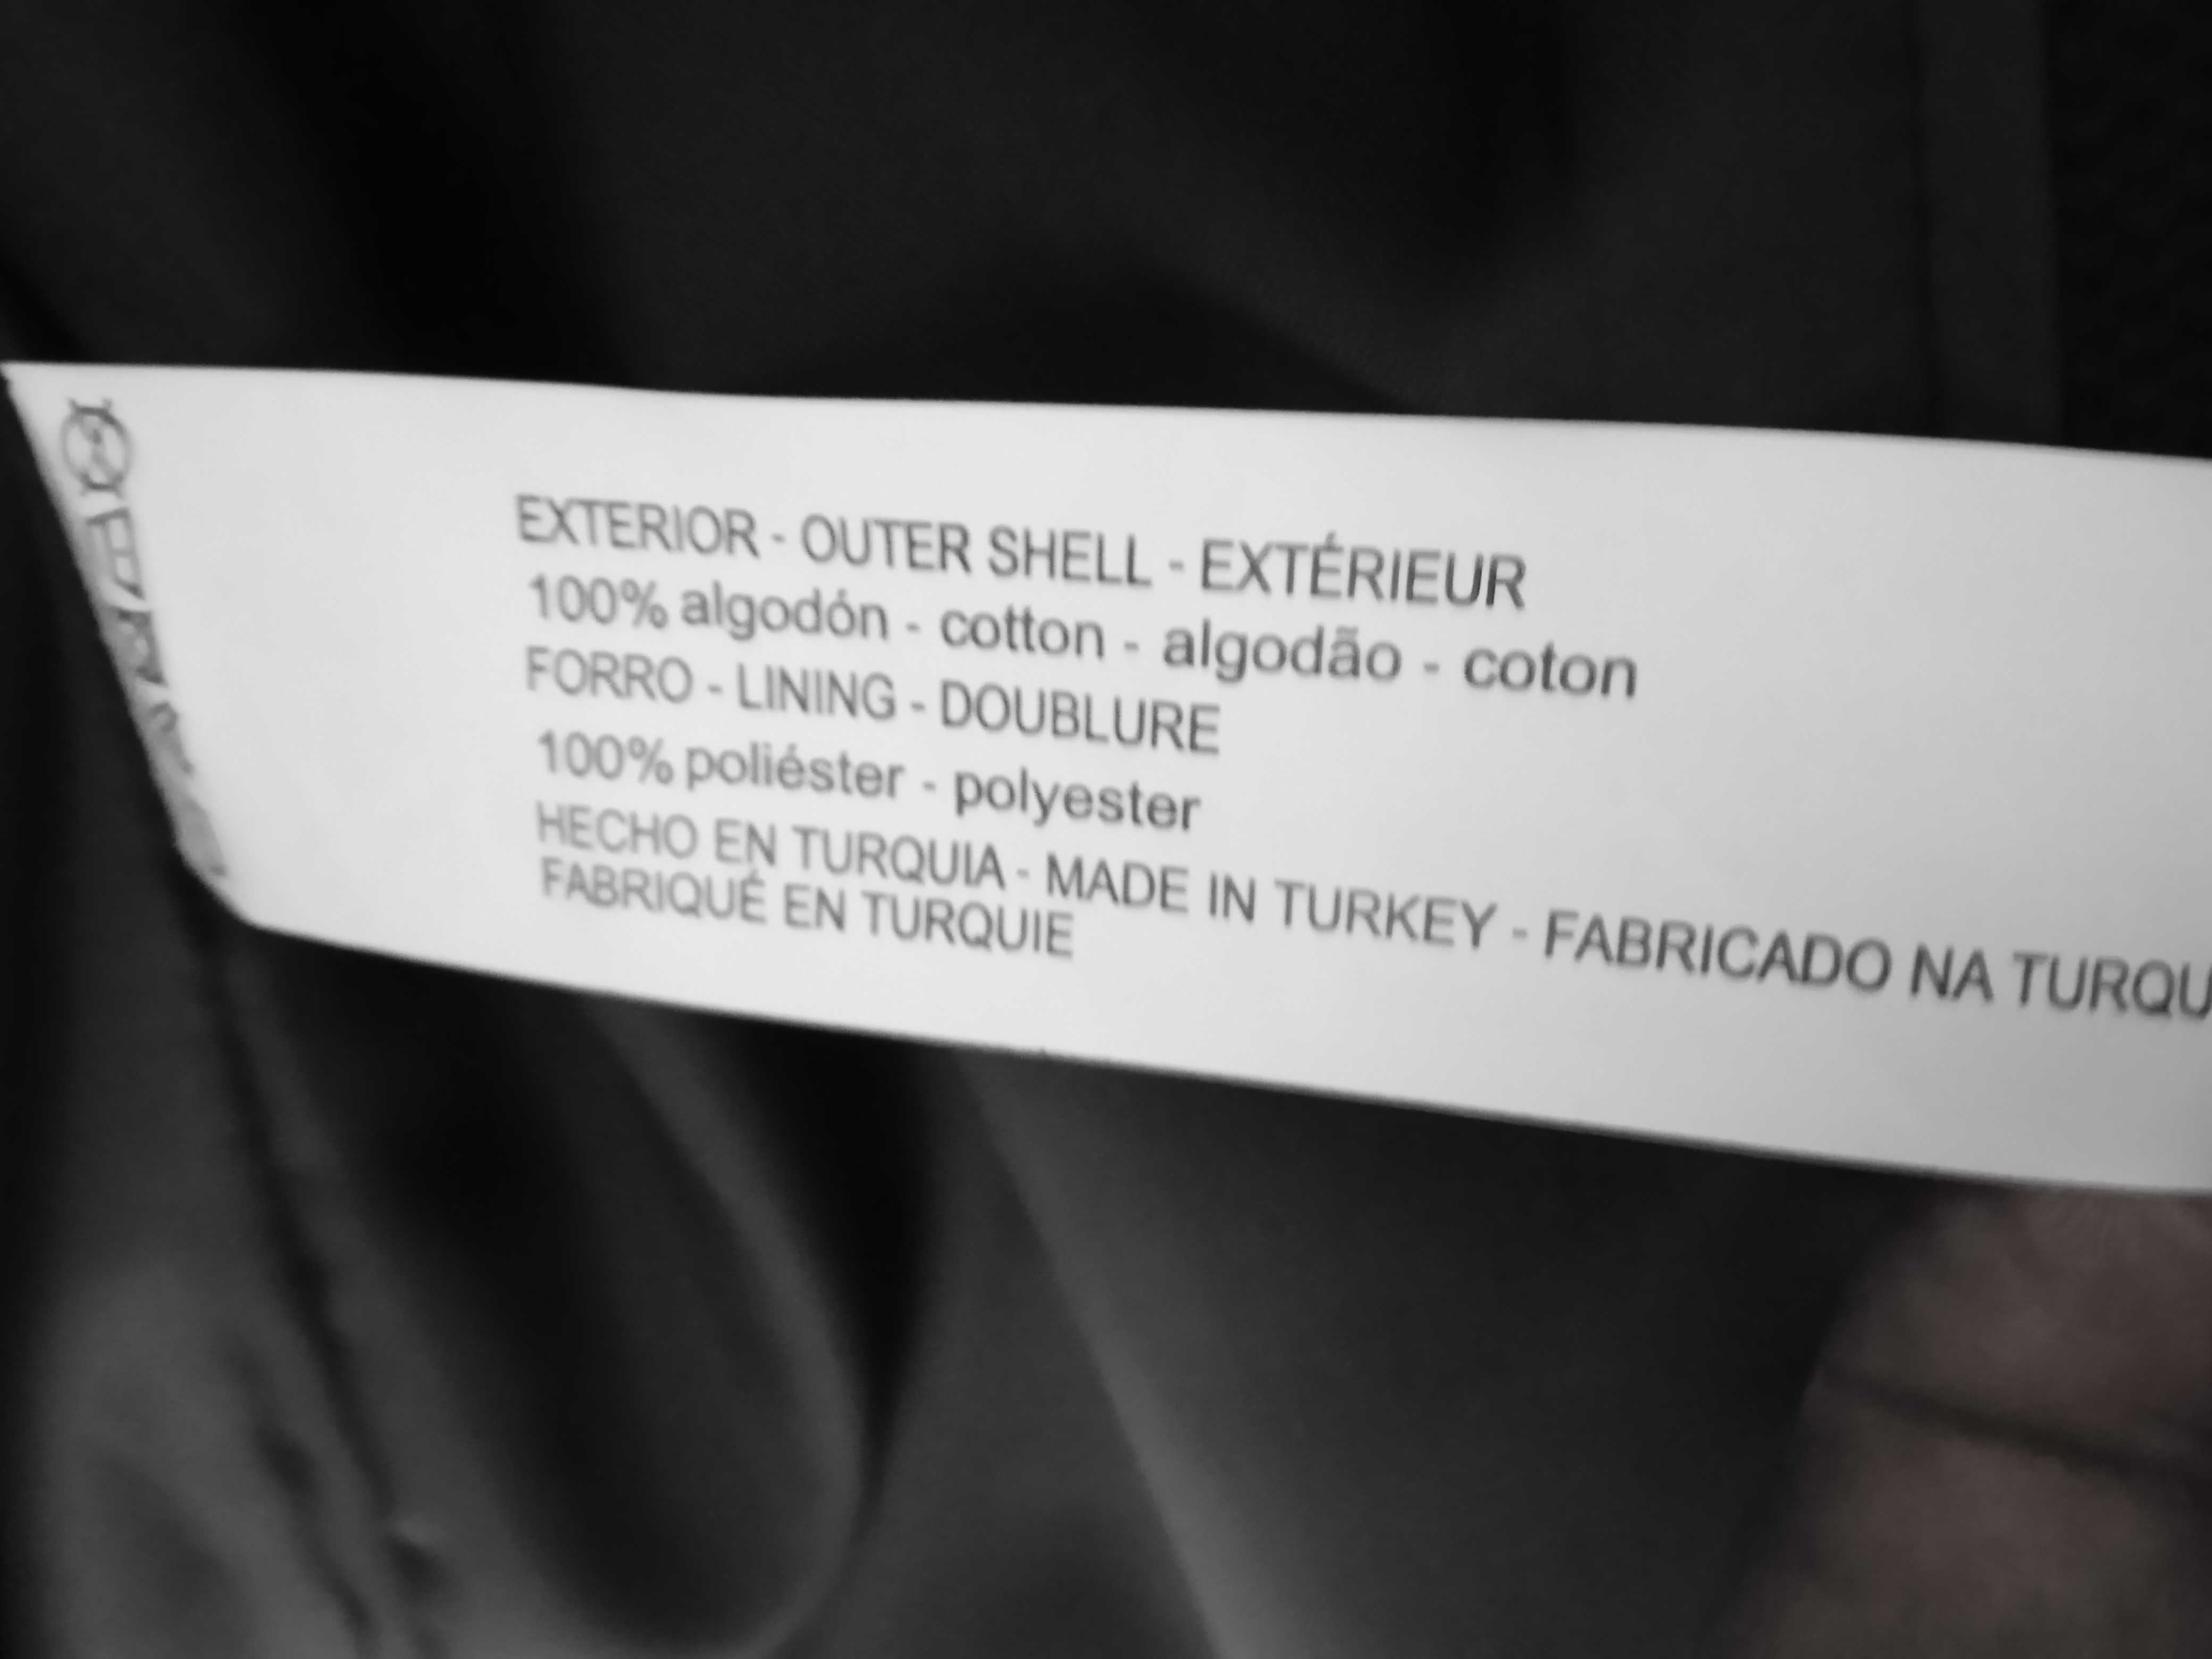 EXTERIOR - OUTER SHELL - EXTÉRIEUR
100% algodón - cotton - algodão - coton
FORRO - LINING - DOUBLURE
100% poliéster - polyester
HECHO EN TURQUIA - MADE IN TURKEY - FABRICADO NA TURQU
FABRIQUÉ EN TURQUIE